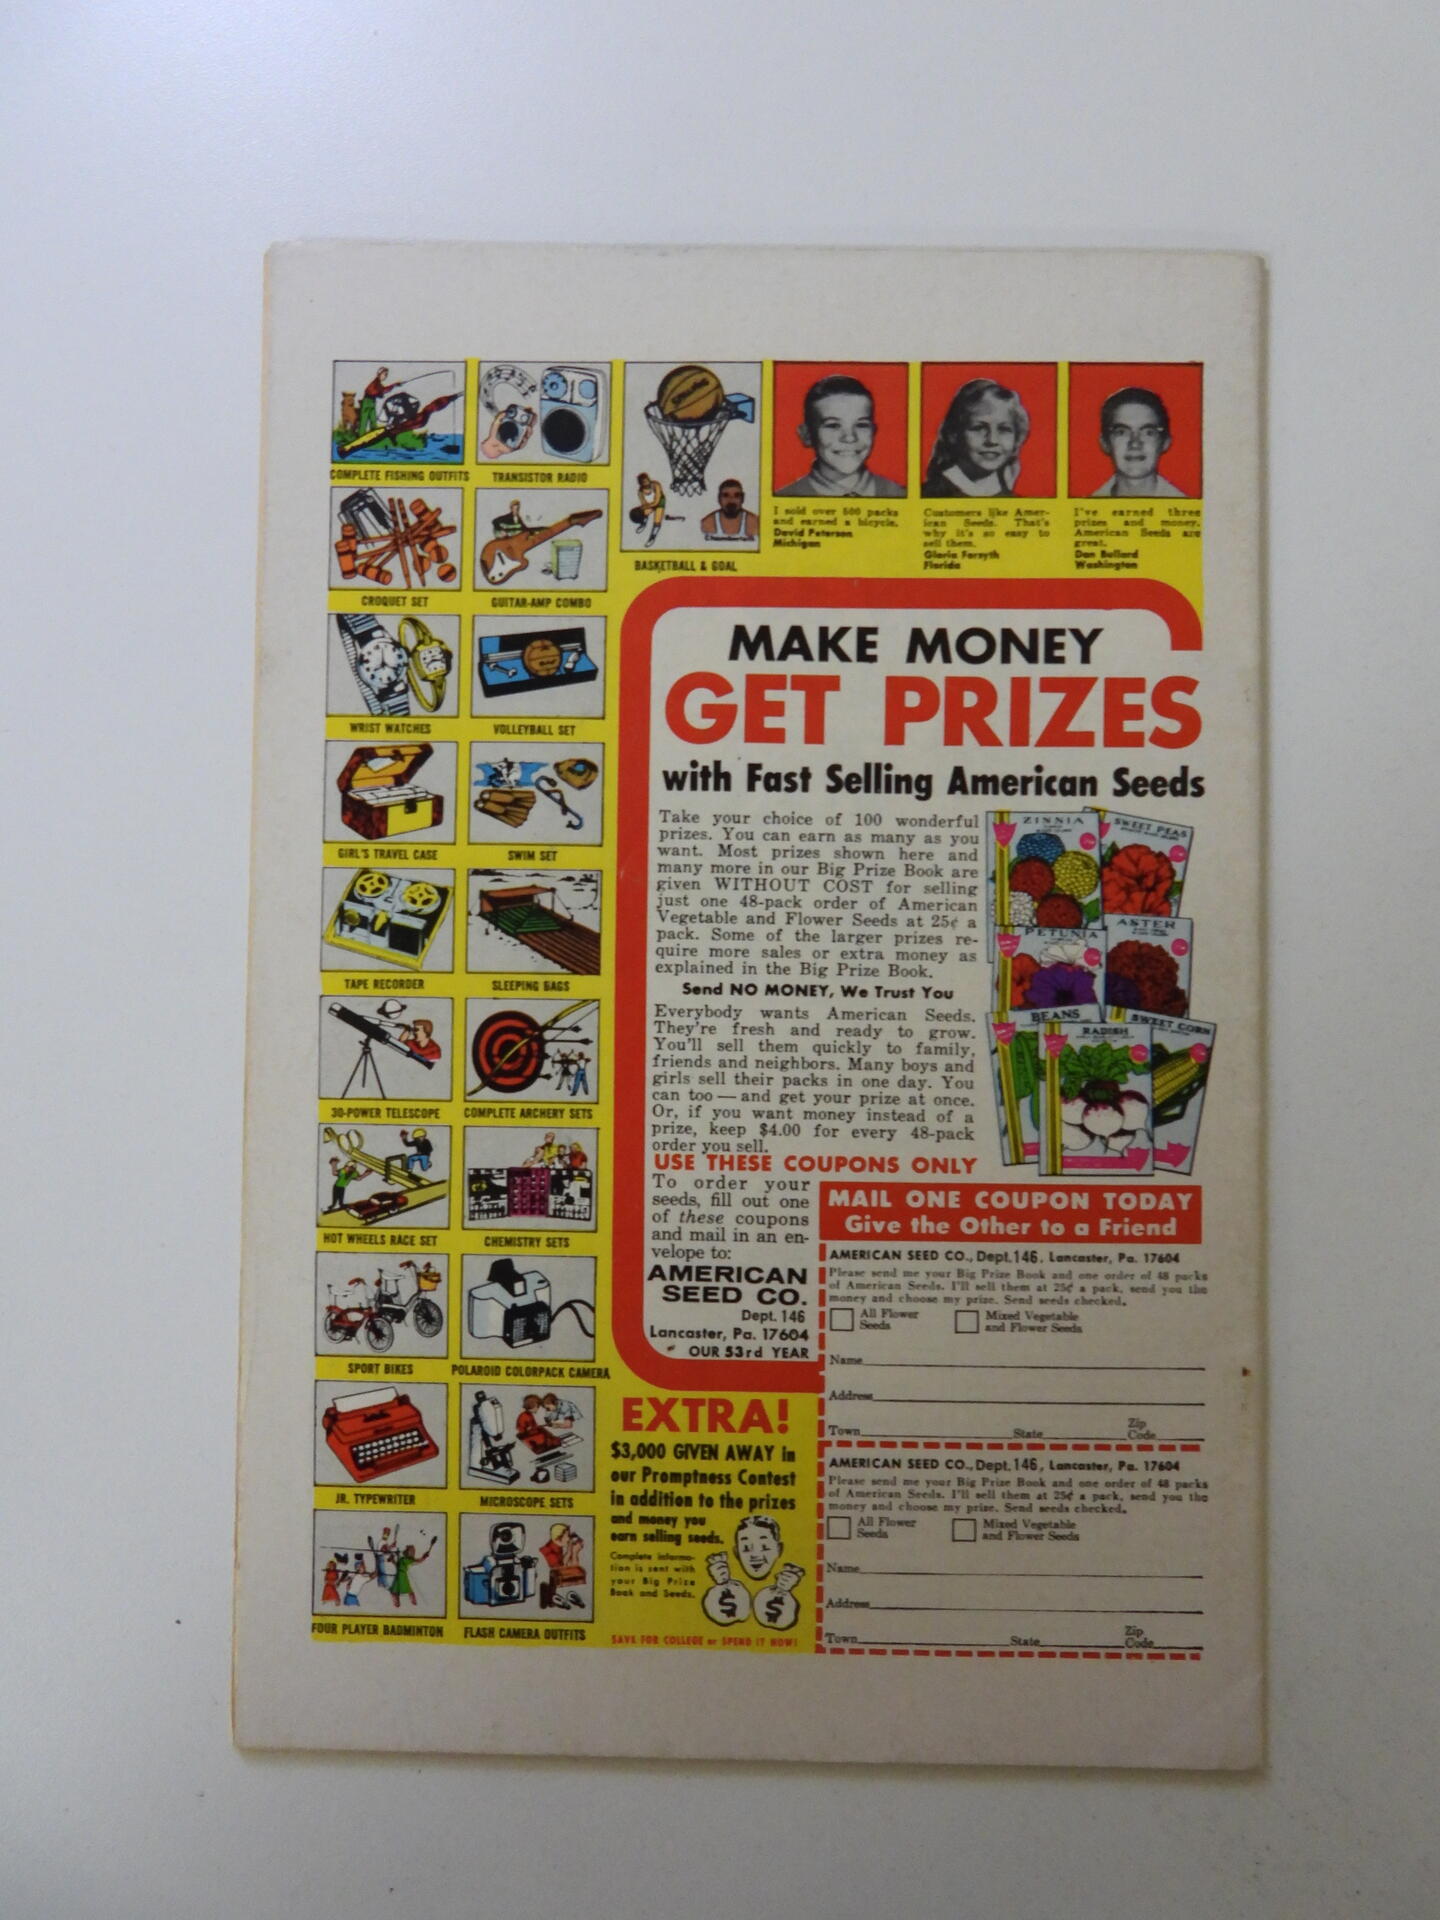 COMPLETE FISHING OUTFITS
TRANSISTOR RADIO
CROQUET SET
GUITAR-AMP COMBO
WRIST WATCHES
VOLLEYBALL SET
GIRL'S TRAVEL CASE
SWIM SET
TAPE RECORDER
SLEEPING BAGS
30-POWER TELESCOPE
COMPLETE ARCHERY SETS
HOT WHEELS RACE SET
CHEMISTRY SETS
SPORT BIKES
POLAROID COLORPACK CAMERA
JR. TYPEWRITER
MICROSCOPE SETS
FOUR PLAYER BADMINTON
FLASH CAMERA OUTFITS
Spalding
Barry
Chamberlain
BASKETBALL & GOAL
I sold over 500 packs
and earned a bicycle.
David Peterson
Michigan
Customers like Amer-
ican Seeds. That's
why it's so easy to
sell them.
Gloria Forsyth
Florida
I've earned three
prizes and money.
American Seeds are
great.
Dan Bullard
Washington
MAKE MONEY
GET PRIZES
with Fast Selling American Seeds
Take your choice of 100 wonderful
prizes. You can earn as many as you
want. Most prizes shown here and
many more in our Big Prize Book are
given WITHOUT COST for selling
just one 48-pack order of American
Vegetable and Flower Seeds at 25¢ a
pack. Some of the larger prizes re-
quire more sales or extra money as
explained in the Big Prize Book.
Send NO MONEY, We Trust You
Everybody wants American Seeds.
They're fresh and ready to grow.
You'll sell them quickly to family,
friends and neighbors. Many boys and
girls sell their packs in one day. You
can too — and get your prize at once.
Or, if you want money instead of a
prize, keep $4.00 for every 48-pack
order you sell.
ZINNIA
SWEET PEAS
PETUNIA
ASTER
BEANS
RADISH
SWEET CORN
USE THESE COUPONS ONLY
To order your
seeds, fill out one
of these coupons
and mail in an en-
velope to:
AMERICAN
SEED CO.
Dept. 146
Lancaster, Pa. 17604
OUR 53rd YEAR
EXTRA!
$3,000 GIVEN AWAY in
our Promptness Contest
in addition to the prizes
and money you
earn selling seeds.
Complete informa-
tion is sent with
your Big Prize
Book and Seeds.
$ $
SAVE FOR COLLEGE or SPEND IT NOW!
MAIL ONE COUPON TODAY
Give the Other to a Friend
AMERICAN SEED CO., Dept. 146, Lancaster, Pa. 17604
Please send me your Big Prize Book and one order of 48 packs
of American Seeds. I'll sell them at 25¢ a pack, send you the
money and choose my prize. Send seeds checked.
All Flower
Seeds
Mixed Vegetable
and Flower Seeds
Name
Address
Town State Zip Code
AMERICAN SEED CO., Dept. 146, Lancaster, Pa. 17604
Please send me your Big Prize Book and one order of 48 packs
of American Seeds. I'll sell them at 25¢ a pack, send you the
money and choose my prize. Send seeds checked.
All Flower
Seeds
Mixed Vegetable
and Flower Seeds
Name
Address
Town State Zip Code